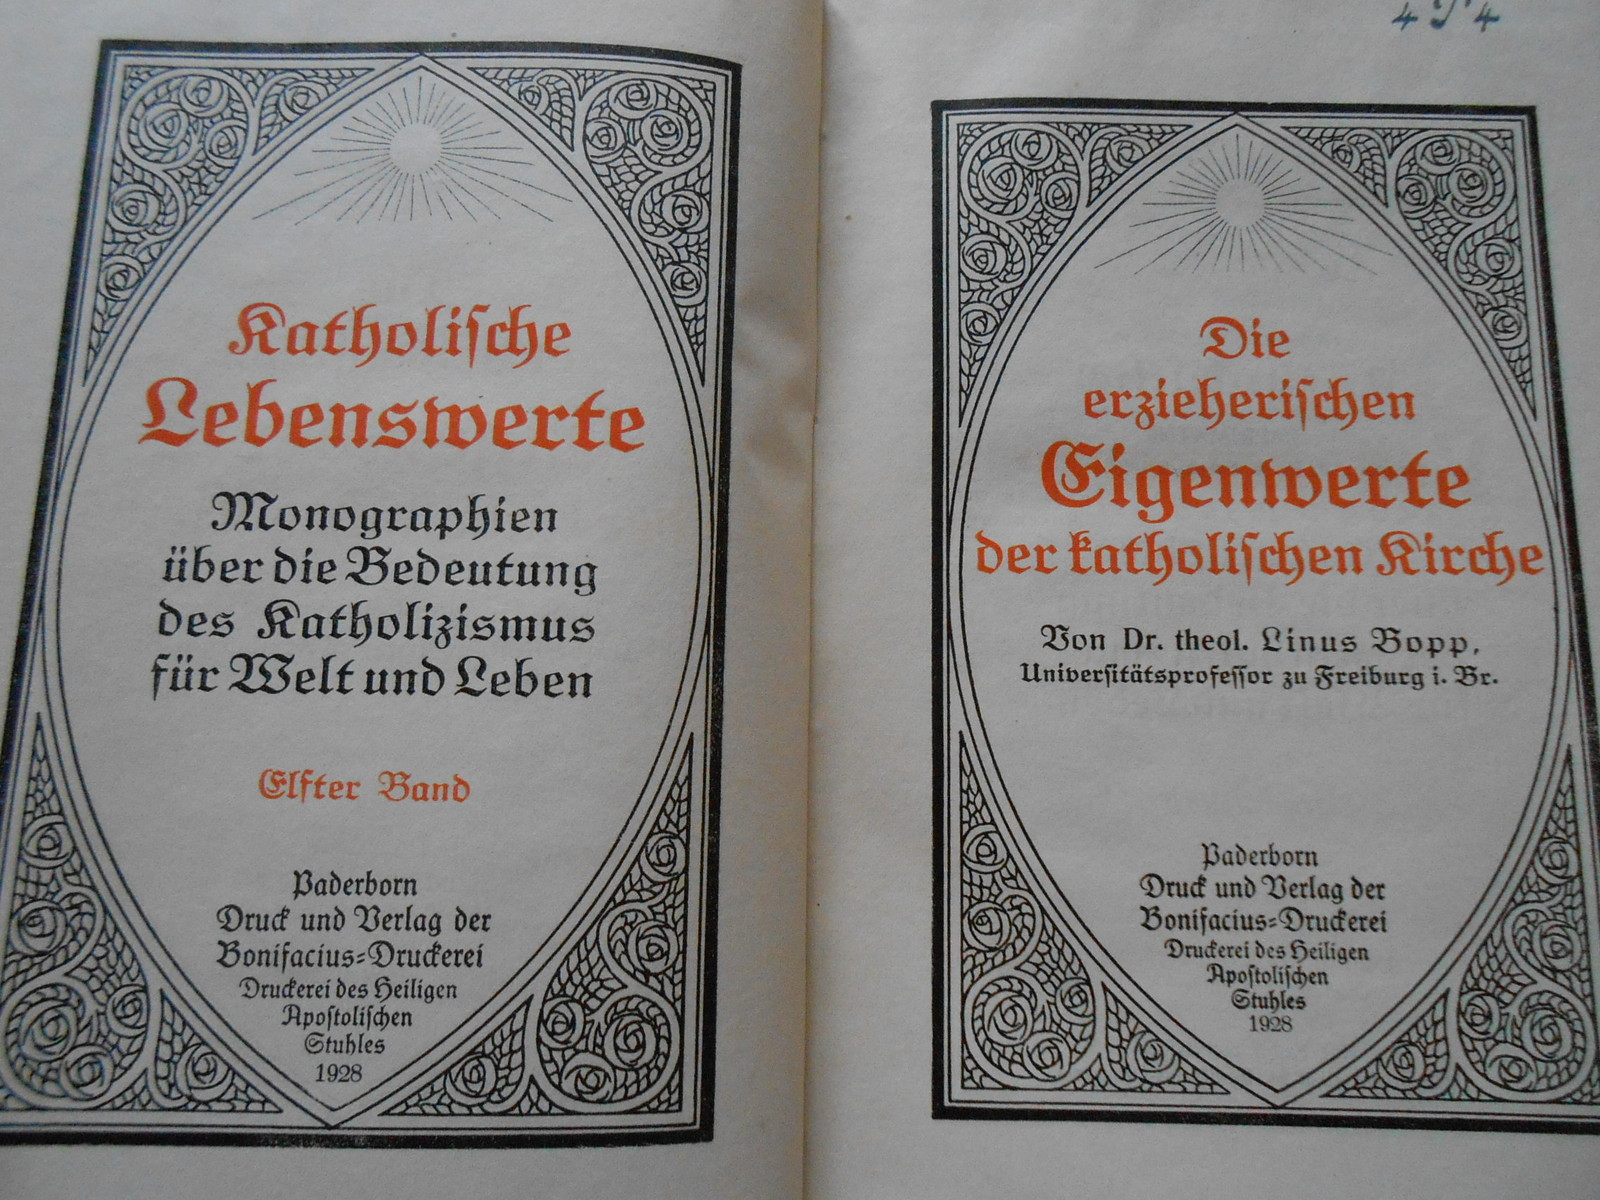 Katholische
Lebenswerte
Monographien
über die Bedeutung
des Katholizismus
für Welt und Leben
Elfter Band
Paderborn
Druck und Verlag der
Bonifacius=Druckerei
Druckerei des Heiligen
Apostolischen
Stuhles
1928
Die
erzieherischen
Eigenwerte
der katholischen Kirche
Von Dr. theol. Linus Bopp,
Universitätsprofessor zu Freiburg i. Br.
Paderborn
Druck und Verlag der
Bonifacius=Druckerei
Druckerei des Heiligen
Apostolischen
Stuhles
1928